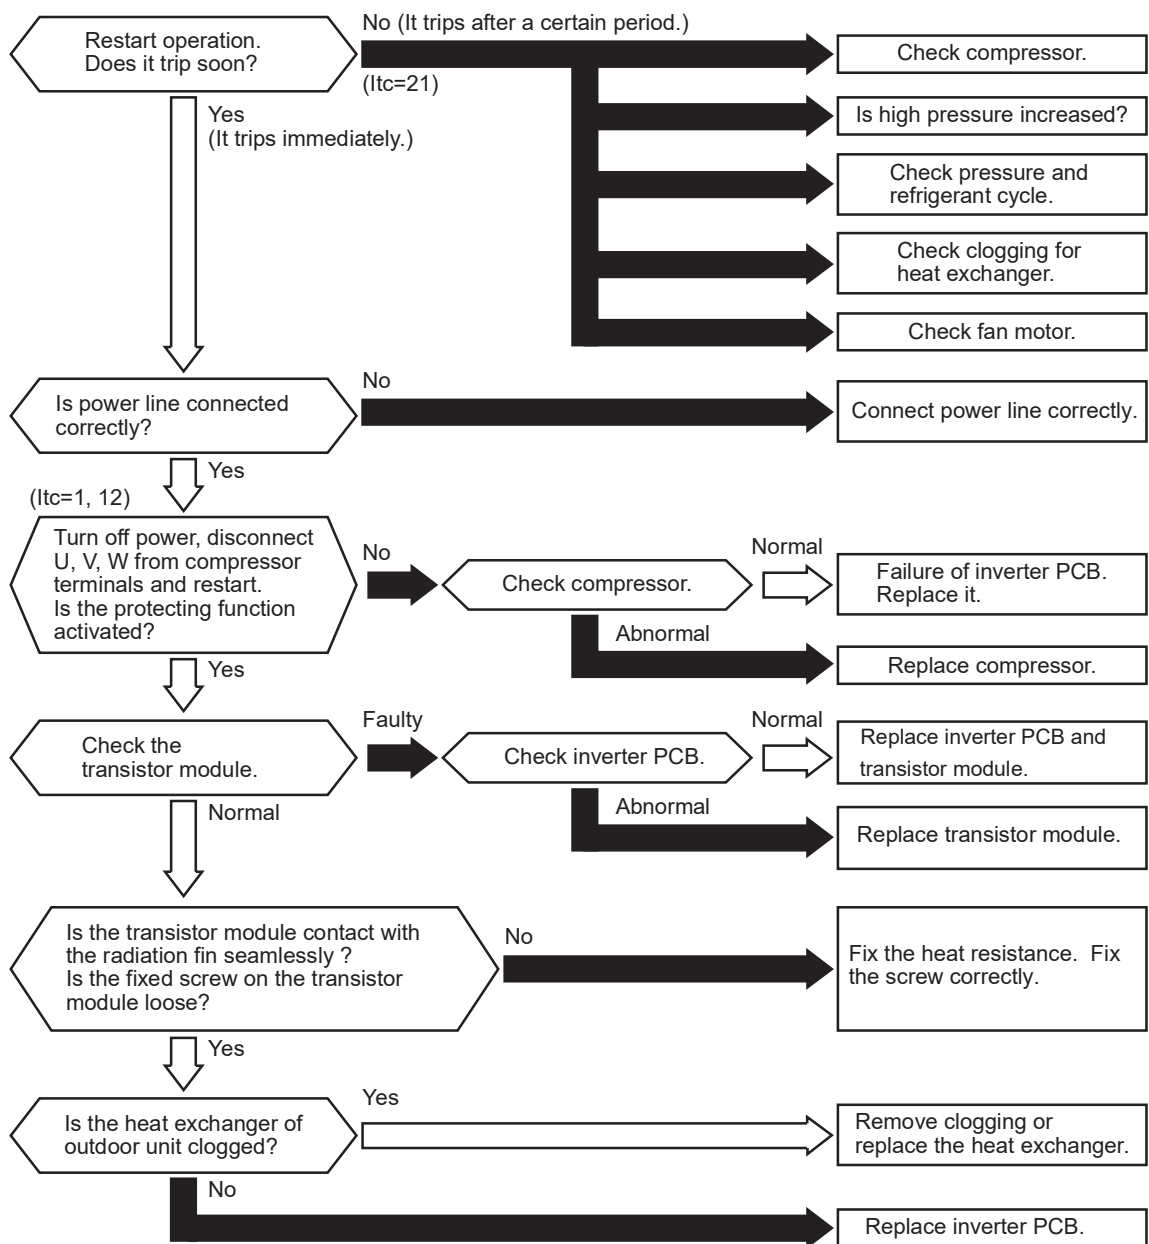 No (It trips after a certain period.)
Restart operation.
Does it trip soon?
Check compressor.
(Itc=21)
Yes
(It trips immediately.)
Is high pressure increased?
Check pressure and
refrigerant cycle.
Check clogging for
heat exchanger.
Check fan motor.
No
Is power line connected
correctly?
Connect power line correctly.
Yes
(Itc=1, 12)
Turn off power, disconnect
U, V, W from compressor
terminals and restart.
Is the protecting function
activated?
No
Check compressor.
Normal
Failure of inverter PCB.
Replace it.
Abnormal
Replace compressor.
Yes
Check the
transistor module.
Faulty
Check inverter PCB.
Normal
Replace inverter PCB and
transistor module.
Abnormal
Replace transistor module.
Normal
Is the transistor module contact with
the radiation fin seamlessly ?
Is the fixed screw on the transistor
module loose?
No
Fix the heat resistance. Fix
the screw correctly.
Yes
Is the heat exchanger of
outdoor unit clogged?
Yes
Remove clogging or
replace the heat exchanger.
No
Replace inverter PCB.